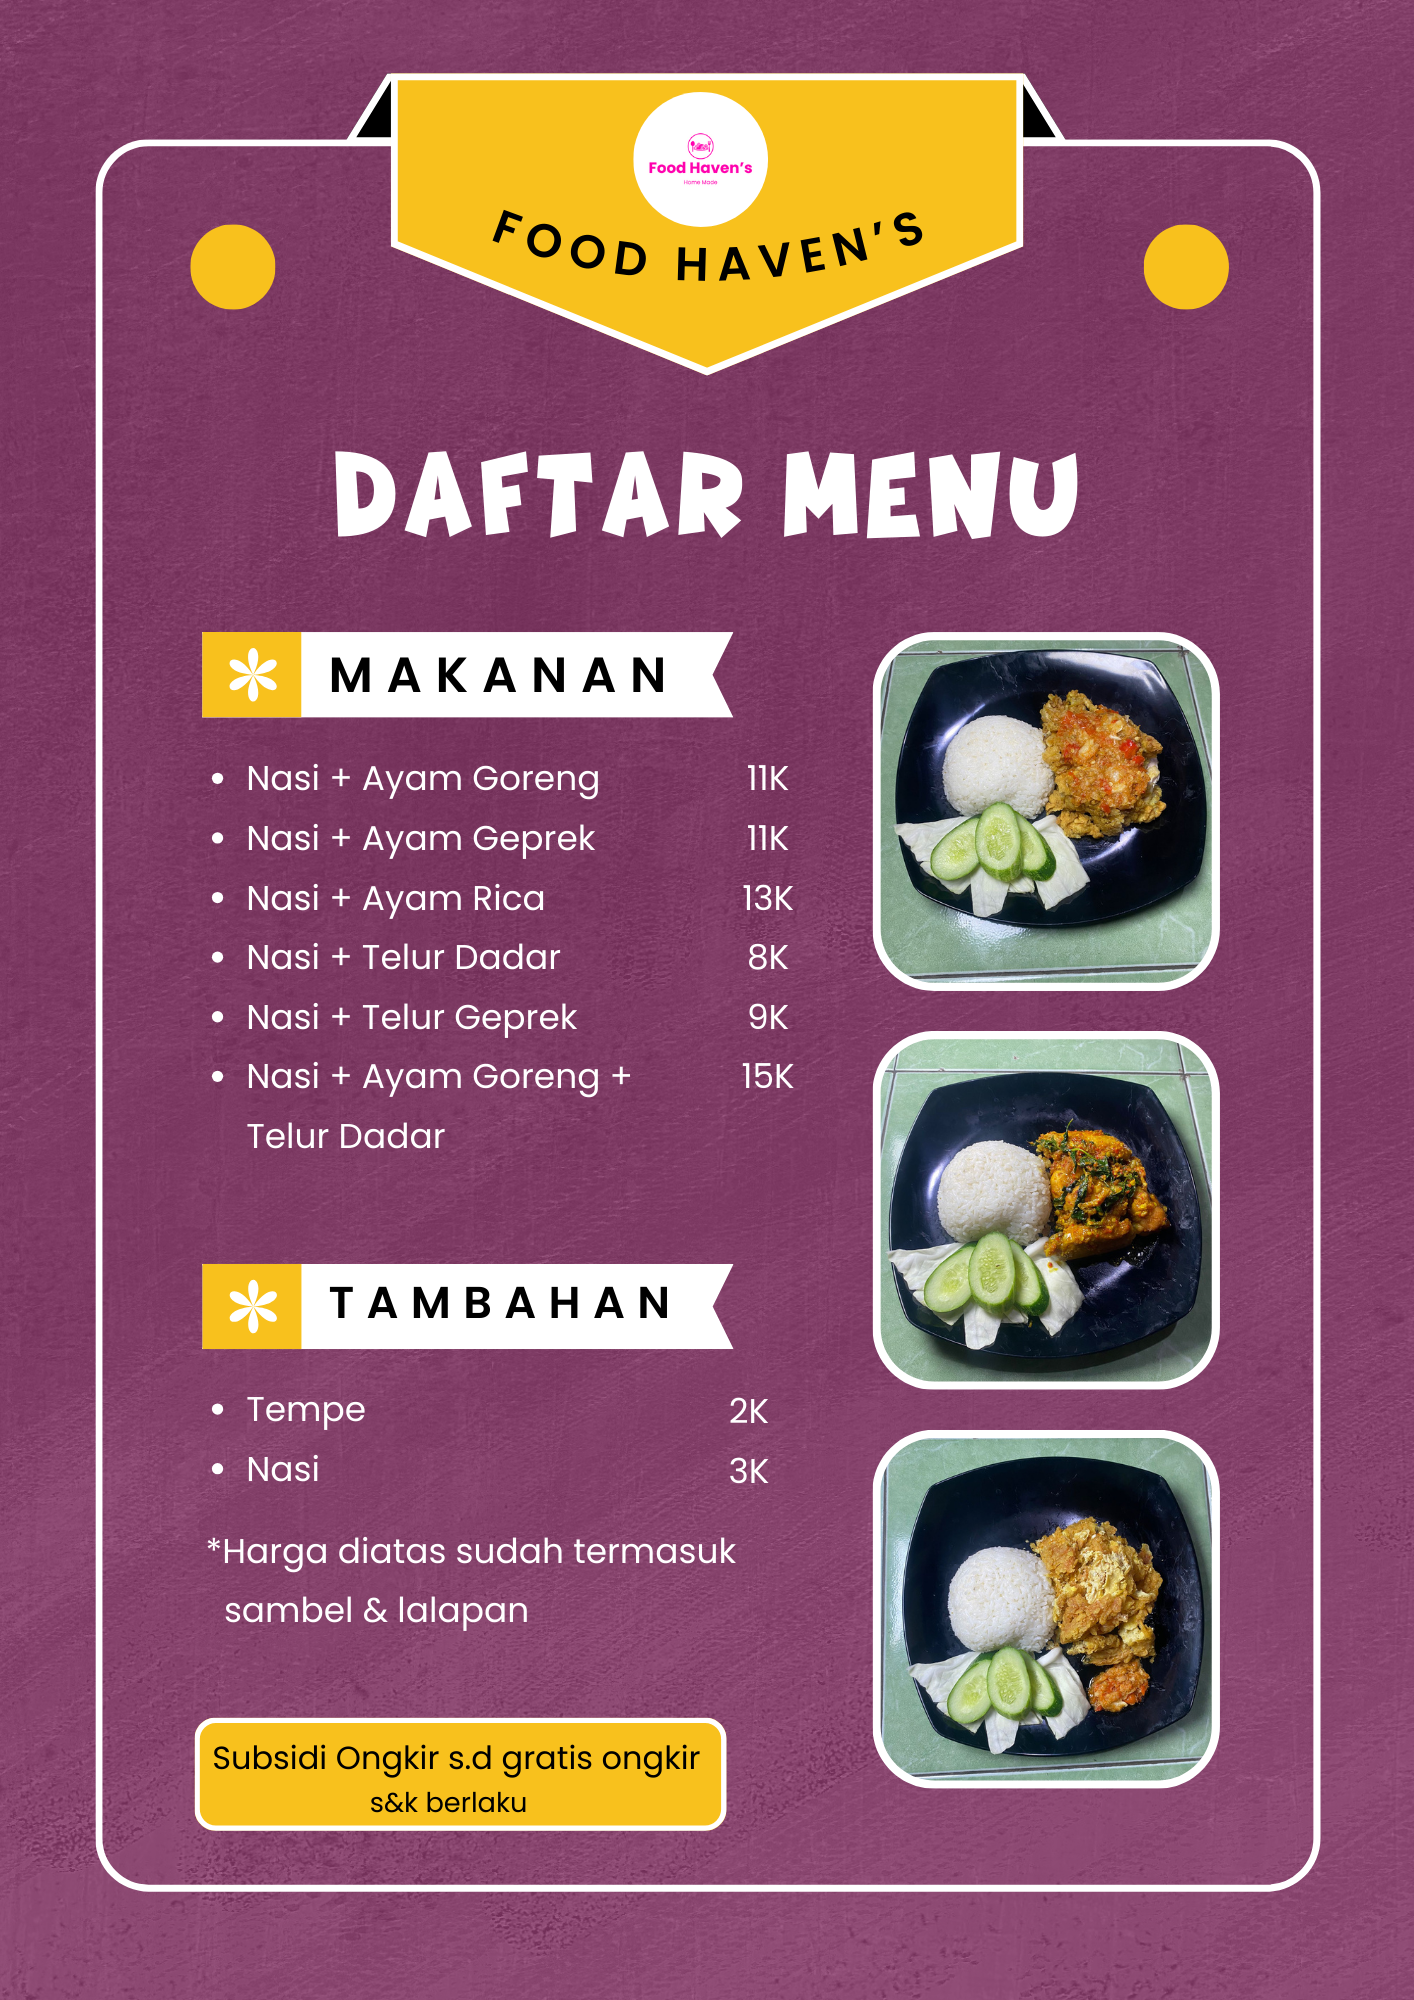 Food Haven's
Home Made
FOOD HAVEN'S
DAFTAR MENU
MAKANAN
• Nasi + Ayam Goreng 11K
• Nasi + Ayam Geprek 11K
• Nasi + Ayam Rica 13K
• Nasi + Telur Dadar 8K
• Nasi + Telur Geprek 9K
• Nasi + Ayam Goreng + 15K
Telur Dadar
TAMBAHAN
• Tempe 2K
• Nasi 3K
*Harga diatas sudah termasuk
sambel & lalapan
Subsidi Ongkir s.d gratis ongkir
s&k berlaku